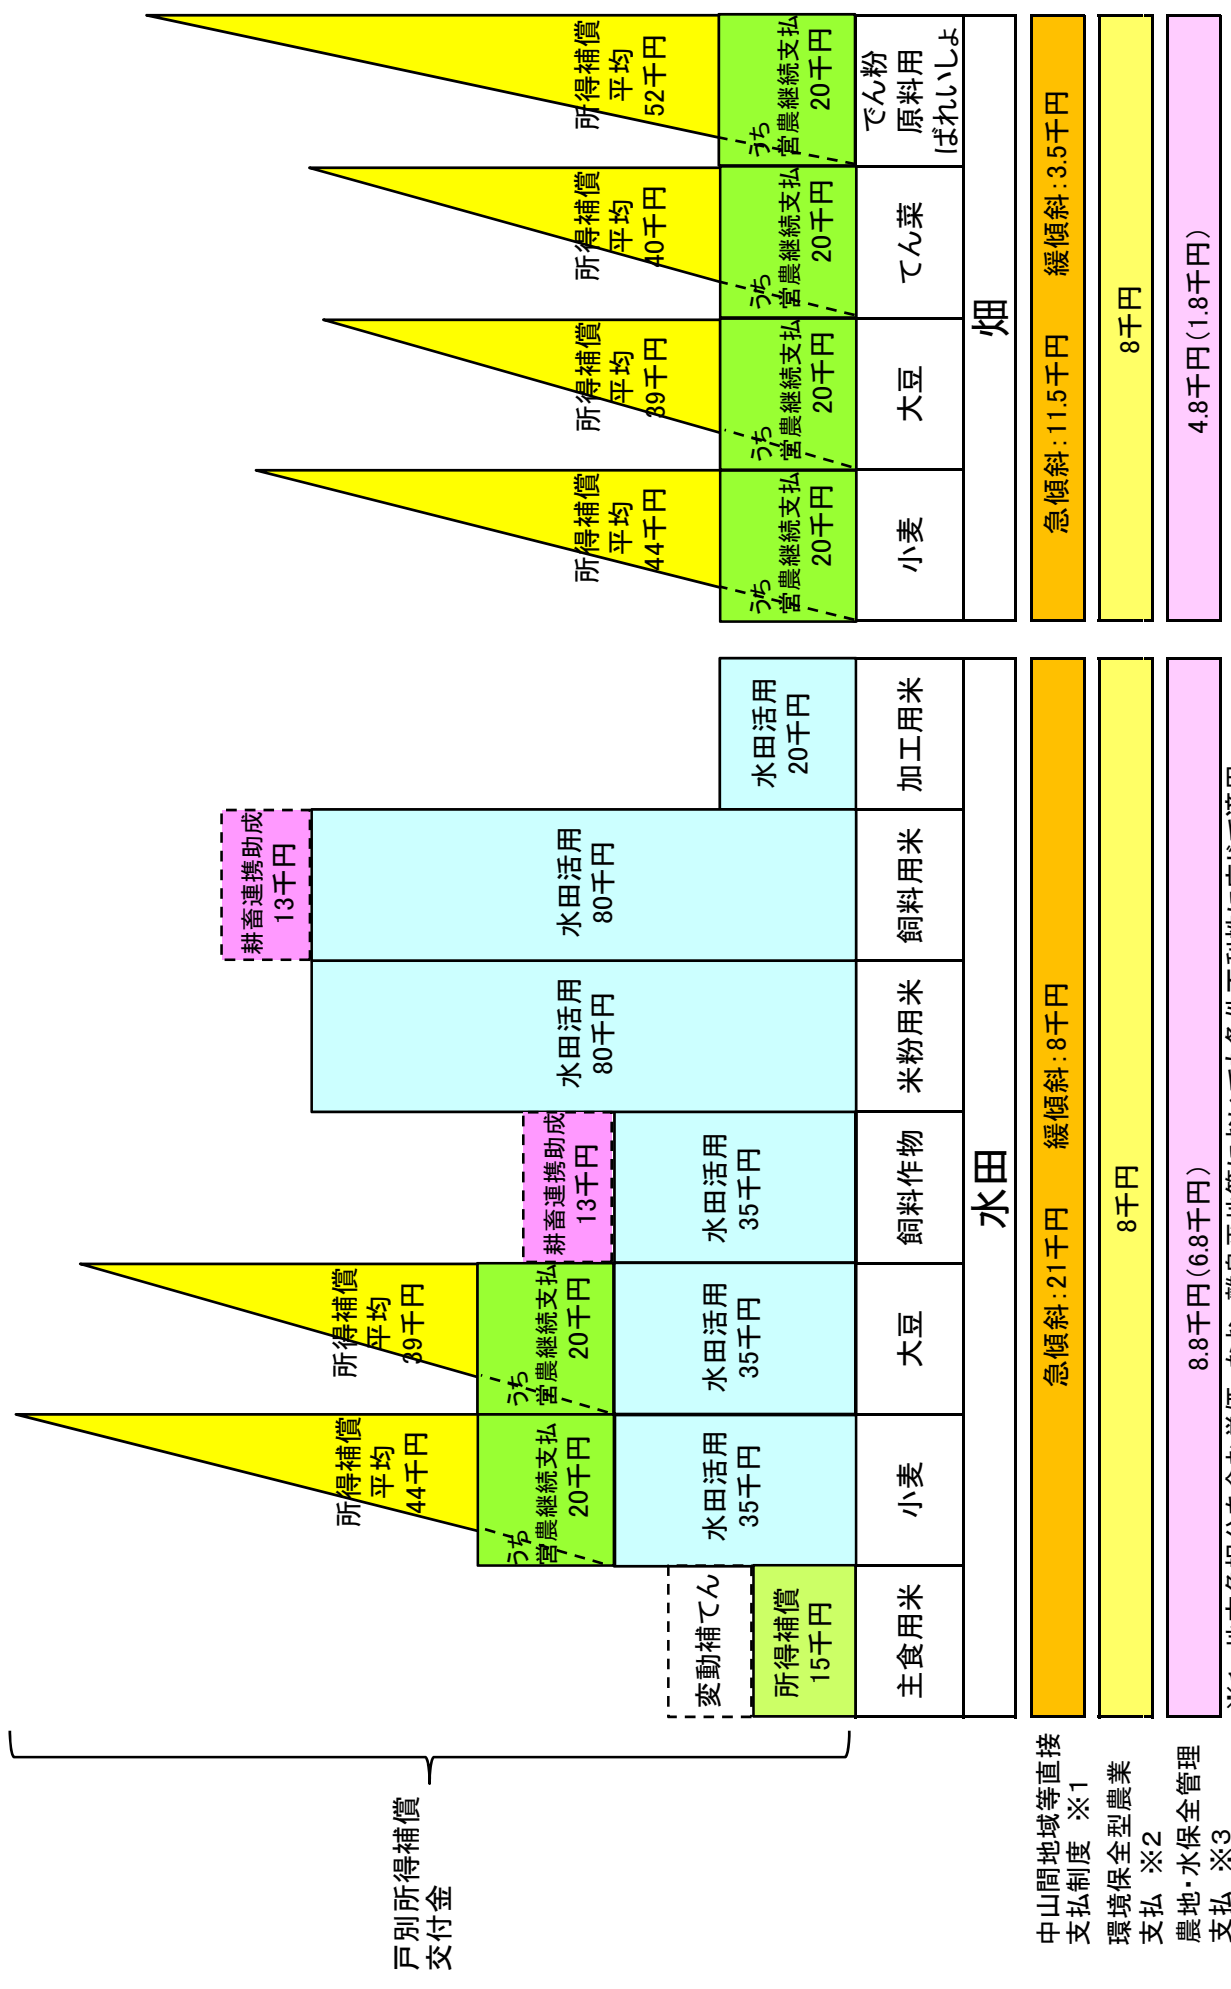 戸別所得補償
交付金
変動補てん
所得補償
15千円
主食用米
所得補償
平均
44千円
うち
営農継続支払
20千円
水田活用
35千円
小麦
所得補償
平均
39千円
うち
営農継続支払
20千円
水田活用
35千円
大豆
耕畜連携助成
13千円
水田活用
35千円
飼料作物
水田活用
80千円
米粉用米
耕畜連携助成
13千円
水田活用
80千円
飼料用米
水田活用
20千円
加工用米
水田
所得補償
平均
44千円
うち
営農継続支払
20千円
小麦
所得補償
平均
39千円
うち
営農継続支払
20千円
大豆
所得補償
平均
40千円
うち
営農継続支払
20千円
てん菜
所得補償
平均
52千円
うち
営農継続支払
20千円
でん粉
原料用
ばれいしょ
畑
中山間地域等直接
支払制度 ※1
急傾斜:21千円 緩傾斜:8千円
急傾斜:11.5千円 緩傾斜:3.5千円
環境保全型農業
支払 ※2
8千円
8千円
農地・水保全管理
支払 ※3
8.8千円(6.8千円)
4.8千円(1.8千円)